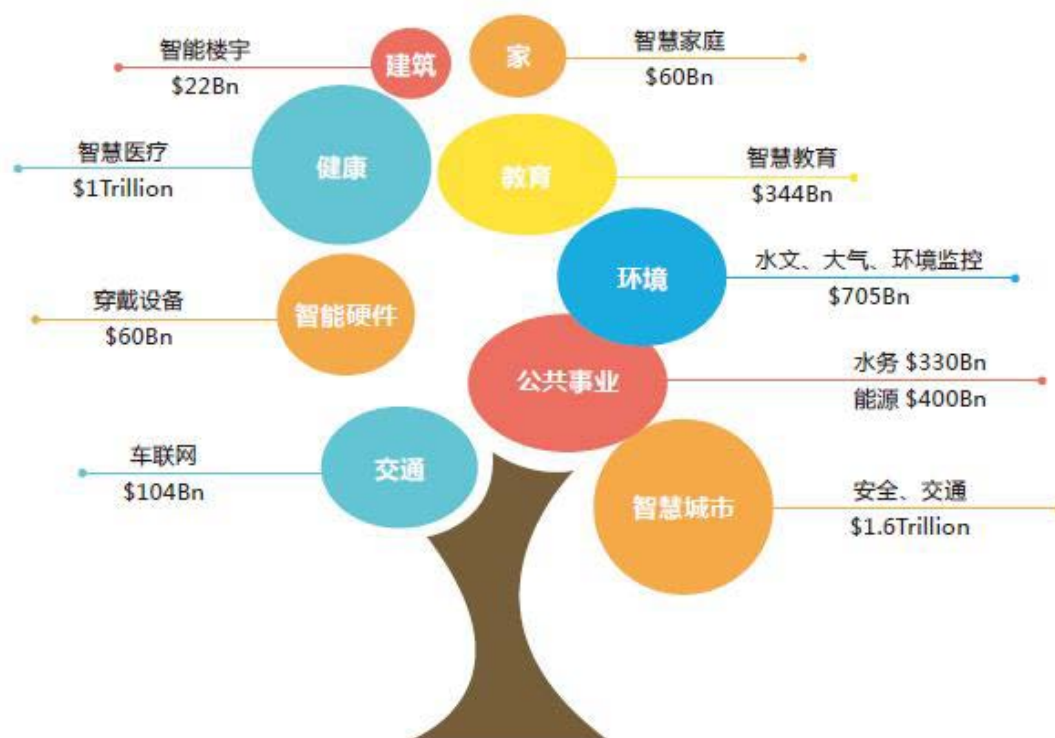 智能楼宇
$22Bn
建筑
家
智慧家庭
$60Bn
智慧医疗
$1Trillion
健康
教育
智慧教育
$344Bn
环境
水文、大气、环境监控
$705Bn
穿戴设备
$60Bn
智能硬件
公共事业
水务 $330Bn
能源 $400Bn
车联网
$104Bn
交通
智慧城市
安全、交通
$1.6Trillion